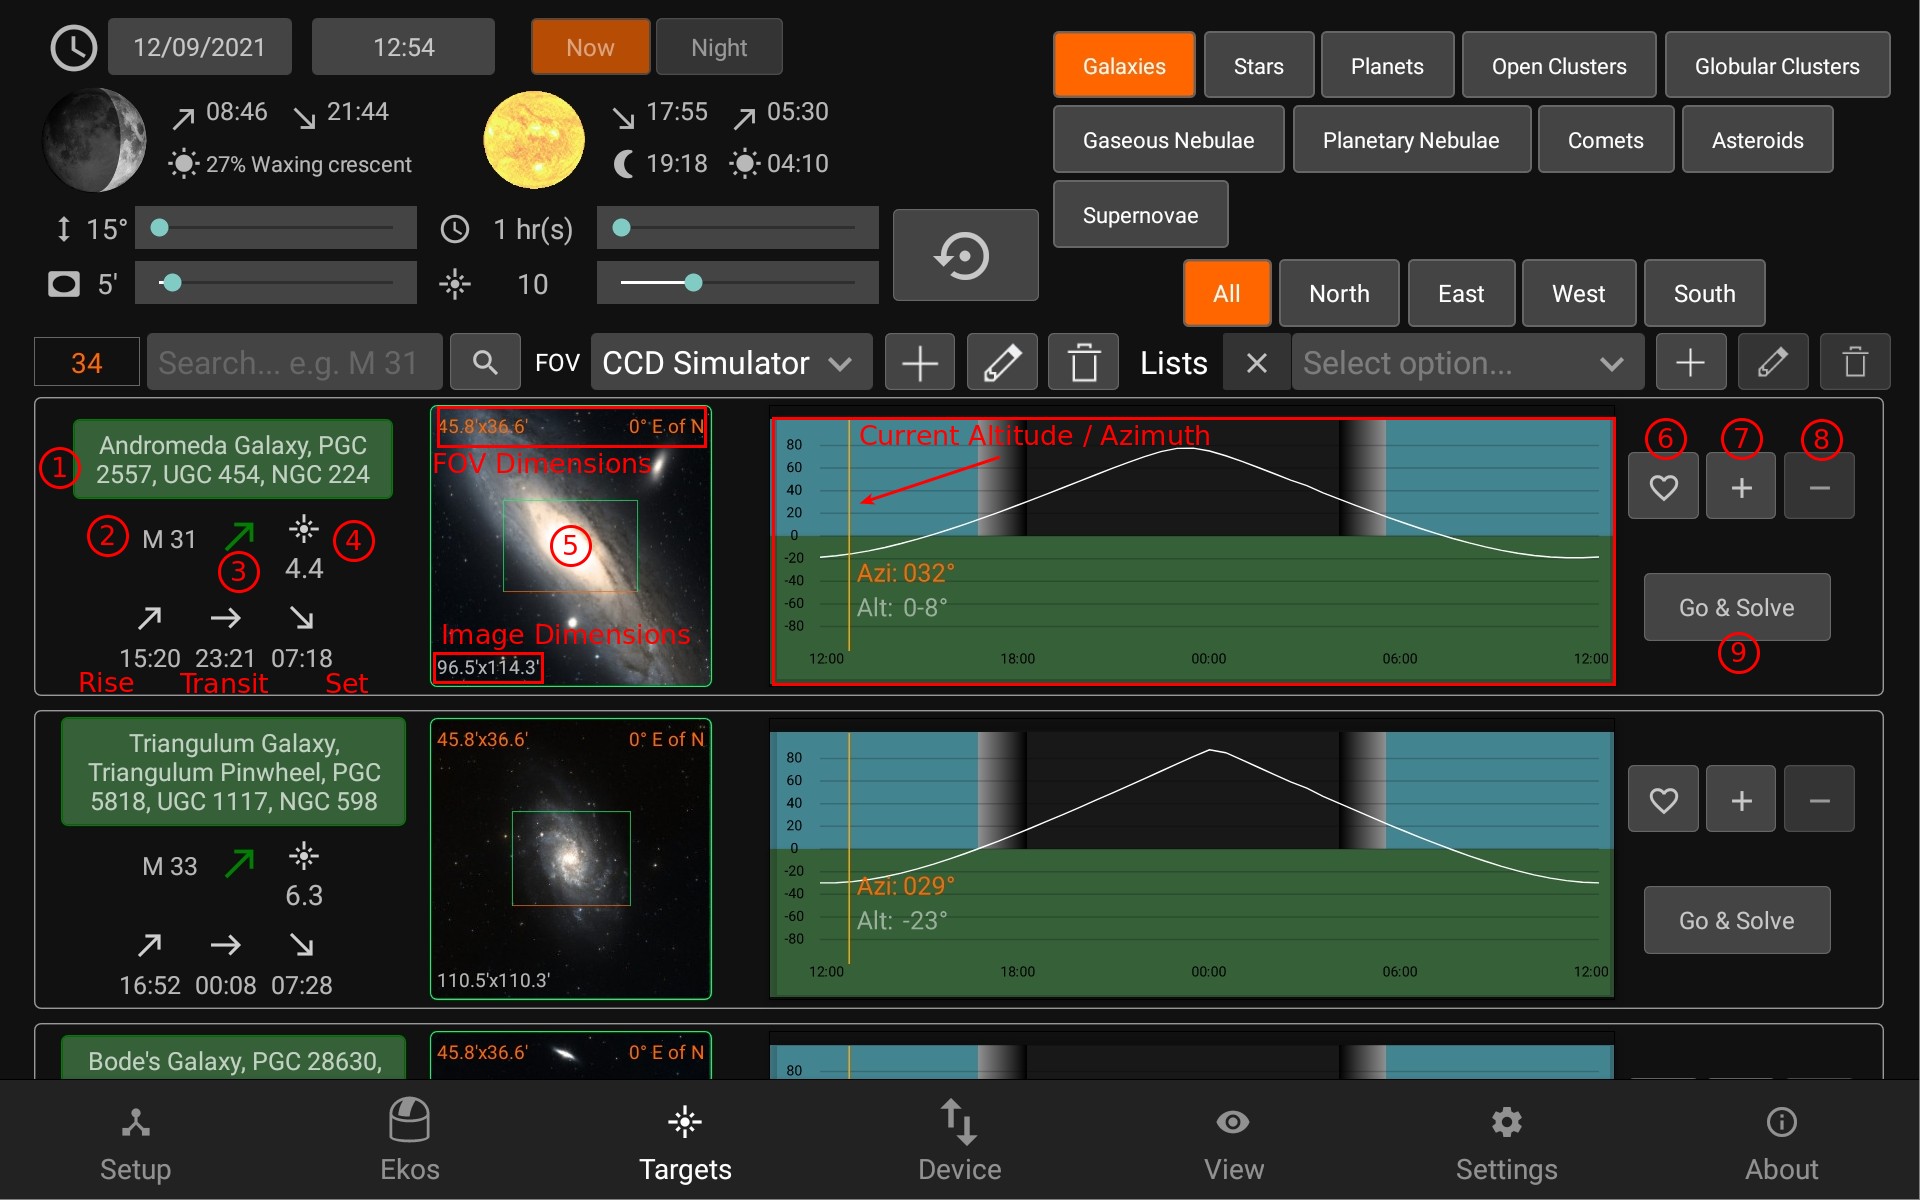 12/09/2021 12:54 Now Night
08:46 21:44 17:55 05:30
27% Waxing crescent 19:18 04:10
15° 1 hr(s)
5' 10
Galaxies Stars Planets Open Clusters Globular Clusters
Gaseous Nebulae Planetary Nebulae Comets Asteroids
Supernovae
All North East West South
34 Search... e.g. M 31 FOV CCD Simulator Lists Select option...
1
Andromeda Galaxy, PGC
2557, UGC 454, NGC 224
2 M 31 3 4.4 4
15:20 23:21 07:18
Rise Transit Set
45.8'x36.6' 0° E of N
FOV Dimensions
5
Image Dimensions
96.5'x114.3'
Current Altitude / Azimuth
80
60
40
20
0
-20
-40
-60
-80
Azi: 032°
Alt: 0-8°
12:00 18:00 00:00 06:00 12:00
6 7 8
Go & Solve
9
Triangulum Galaxy,
Triangulum Pinwheel, PGC
5818, UGC 1117, NGC 598
M 33 6.3
16:52 00:08 07:28
45.8'x36.6' 0° E of N
110.5'x110.3'
80
60
40
20
0
-20
-40
-60
-80
Azi: 029°
Alt: -23°
12:00 18:00 00:00 06:00 12:00
Go & Solve
Bode's Galaxy, PGC 28630,
45.8'x36.6' 0° E of N
80
Setup Ekos Targets Device View Settings About